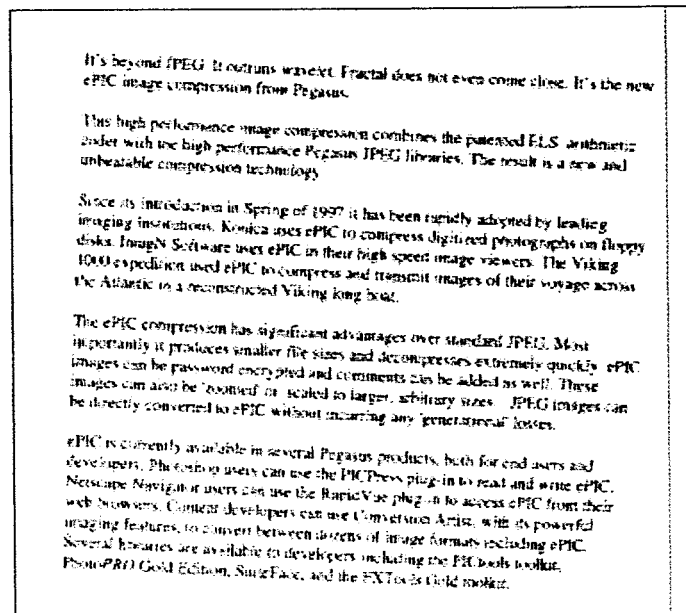 It's beyond JPEG. It outruns wavelet. Fractal does not even come close. It's the new
ePIC image compression from Pegasus.
This high performance image compression combines the patented ELS arithmetic
coder with the high performance Pegasus JPEG libraries. The result is a new and
unbeatable compression technology
Since its introduction in Spring of 1997 it has been rapidly adopted by leading
imaging institutions. Konica uses ePIC to compress digitized photographs on floppy
disks. ImagN Software uses ePIC in their high speed image viewers. The Viking
1000 expedition used ePIC to compress and transmit images of their voyage across
the Atlantic in a reconstructed Viking long boat.
The ePIC compression has significant advantages over standard JPEG. Most
importantly it produces smaller file sizes and decompresses extremely quickly. ePIC
images can be password encrypted and comments can be added as well. These
images can also be 'zoomed' or scaled to larger, arbitrary sizes. JPEG images can
be directly converted to ePIC without incurring any 'generational' losses.
ePIC is currently available in several Pegasus products, both for end users and
developers. Photoshop users can use the PICPress plug-in to read and write ePIC.
Netscape Navigator users can use the RapidVue plug-in to access ePIC from their
web browsers. Content developers can use Conversion Artist, with its powerful
imaging features, to convert between dozens of image formats including ePIC.
Several libraries are available to developers including the PICTools toolkit,
PhotoPRO Gold Edition, SmrtFace, and the FXTools Gold toolkit.